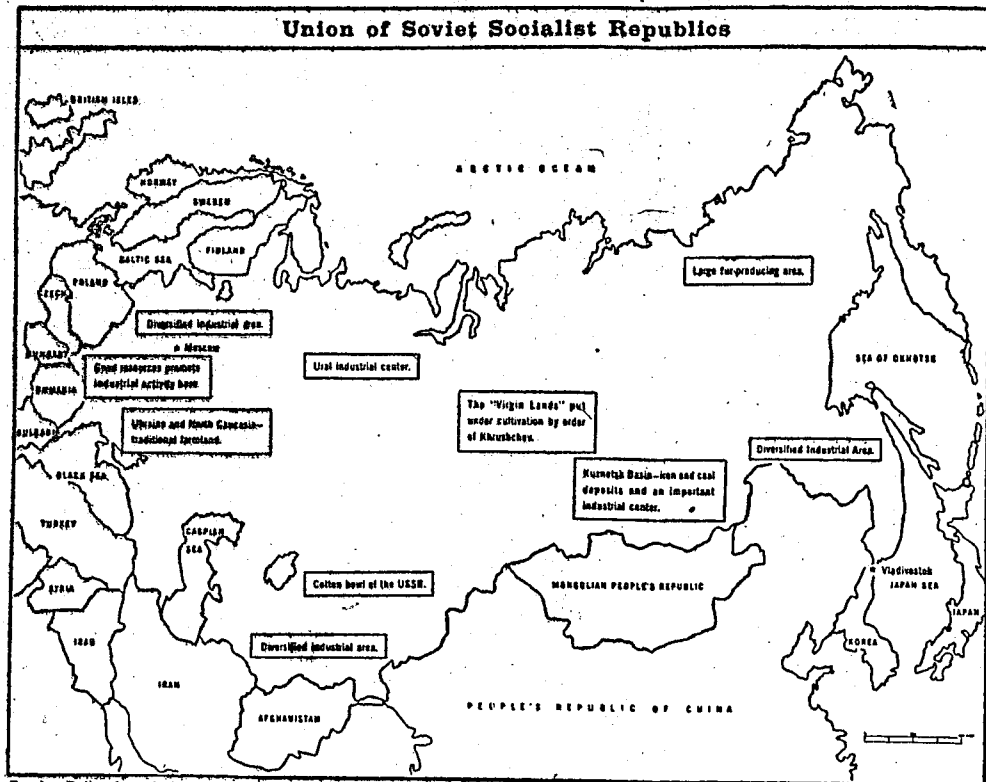 Union of Soviet Socialist Republics
BRITISH ISLES
ARCTIC OCEAN
NORWAY
SWEDEN
FINLAND
BALTIC SEA
Large fur-producing area.
POLAND
CZECH
Diversified industrial area.
Moscow
HUNGARY
SEA OF OKHOTSK
Good resources promote
industrial activity here.
Ural industrial center.
RUMANIA
The "Virgin Lands" put
under cultivation by order
of Khrushchev.
Ukraine and North Caucasia—
traditional farmland.
BULGARIA
Diversified Industrial Area.
BLACK SEA
Kuznetsk Basin—iron and coal
deposits and an important
industrial center.
TURKEY
CASPIAN
SEA
Vladivostok
Cotton bowl of the USSR.
MONGOLIAN PEOPLE'S REPUBLIC
JAPAN SEA
SYRIA
JAPAN
IRAQ
Diversified industrial area.
KOREA
IRAN
PEOPLE'S REPUBLIC OF CHINA
AFGHANISTAN